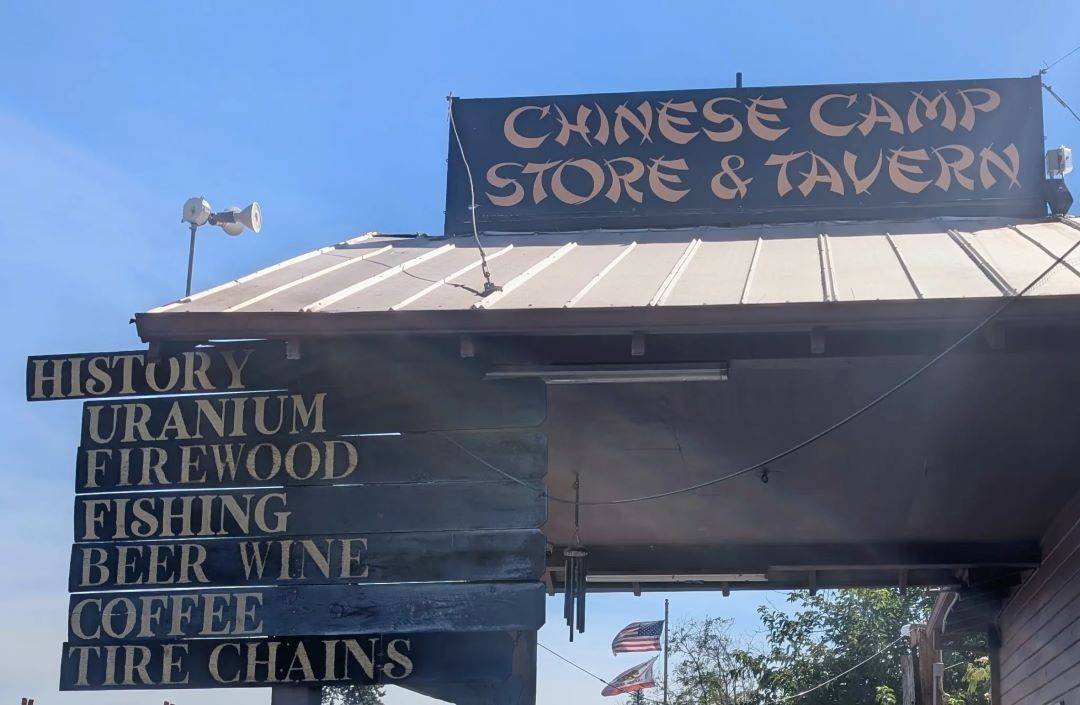 CHINESE CAMP
STORE & TAVERN
HISTORY
URANIUM
FIREWOOD
FISHING
BEER WINE
COFFEE
TIRE CHAINS